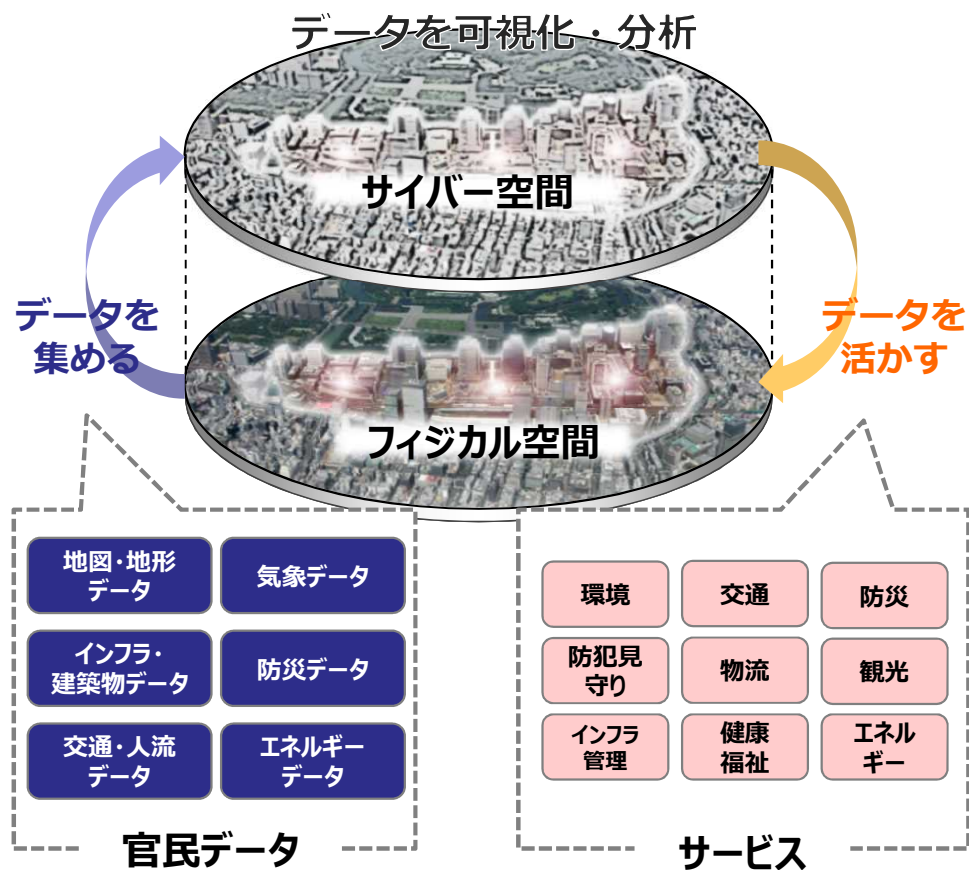 データを可視化・分析
サイバー空間
データを
集める
データを
活かす
フィジカル空間
地図・地形
データ
気象データ
インフラ・
建築物データ
防災データ
交通・人流
データ
エネルギー
データ
官民データ
環境
交通
防災
防犯見
守り
物流
観光
インフラ
管理
健康
福祉
エネル
ギー
サービス